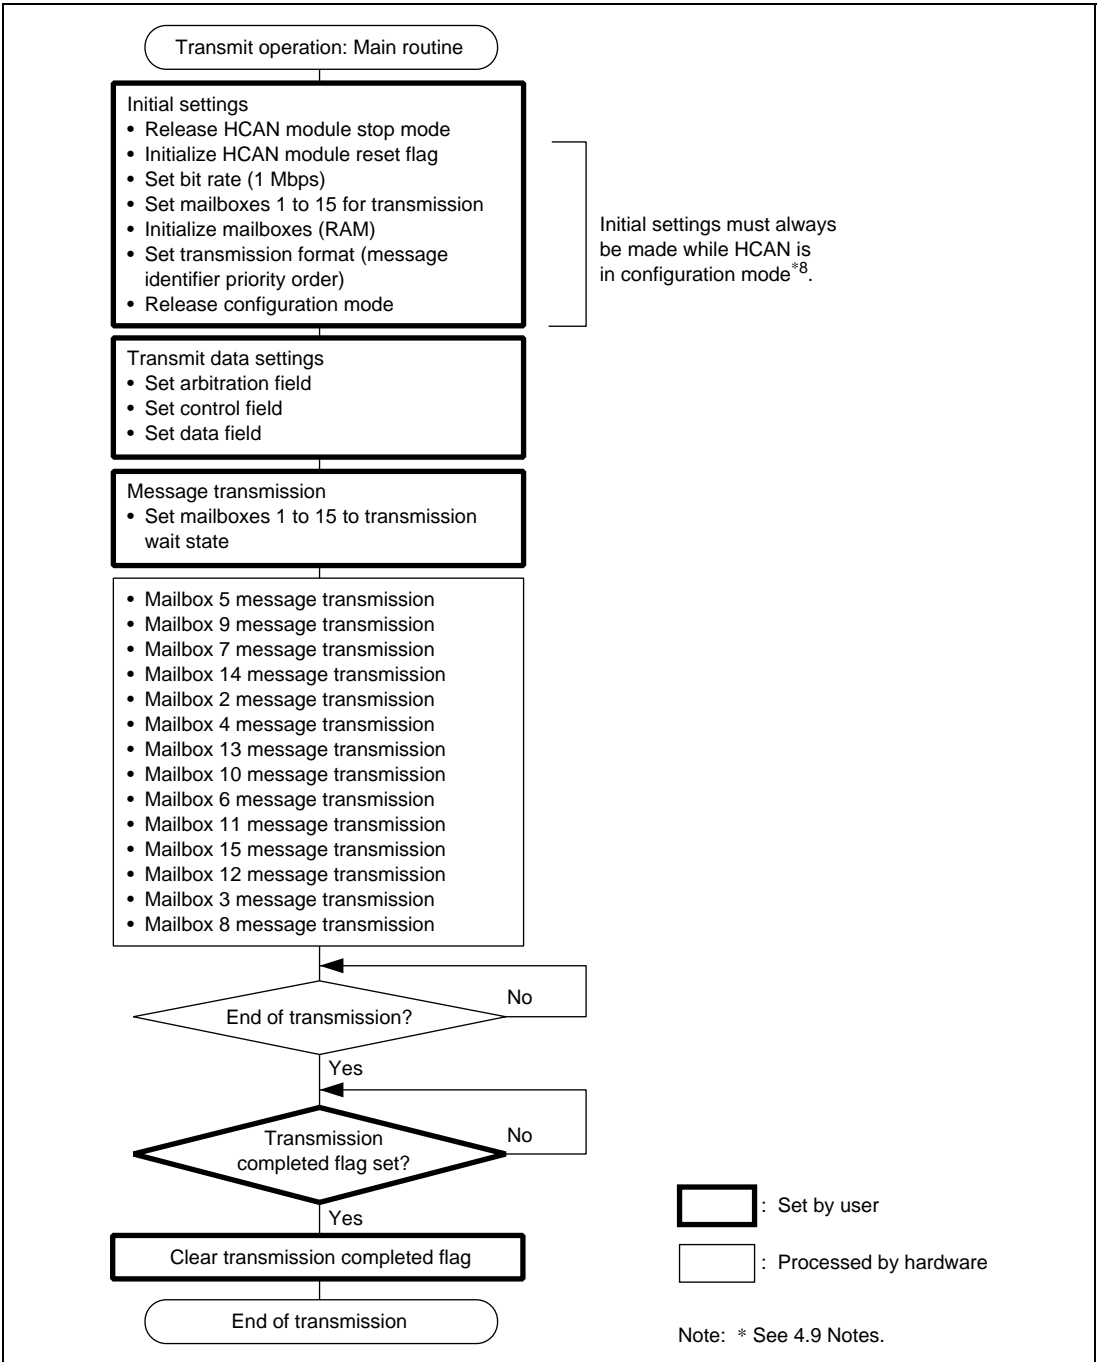 Transmit operation: Main routine
Initial settings
• Release HCAN module stop mode
• Initialize HCAN module reset flag
• Set bit rate (1 Mbps)
• Set mailboxes 1 to 15 for transmission
• Initialize mailboxes (RAM)
• Set transmission format (message
identifier priority order)
• Release configuration mode
Initial settings must always
be made while HCAN is
in configuration mode*8.
Transmit data settings
• Set arbitration field
• Set control field
• Set data field
Message transmission
• Set mailboxes 1 to 15 to transmission
wait state
• Mailbox 5 message transmission
• Mailbox 9 message transmission
• Mailbox 7 message transmission
• Mailbox 14 message transmission
• Mailbox 2 message transmission
• Mailbox 4 message transmission
• Mailbox 13 message transmission
• Mailbox 10 message transmission
• Mailbox 6 message transmission
• Mailbox 11 message transmission
• Mailbox 15 message transmission
• Mailbox 12 message transmission
• Mailbox 3 message transmission
• Mailbox 8 message transmission
No
End of transmission?
Yes
No
Transmission
completed flag set?
Yes
Clear transmission completed flag
End of transmission
: Set by user
: Processed by hardware
Note: * See 4.9 Notes.